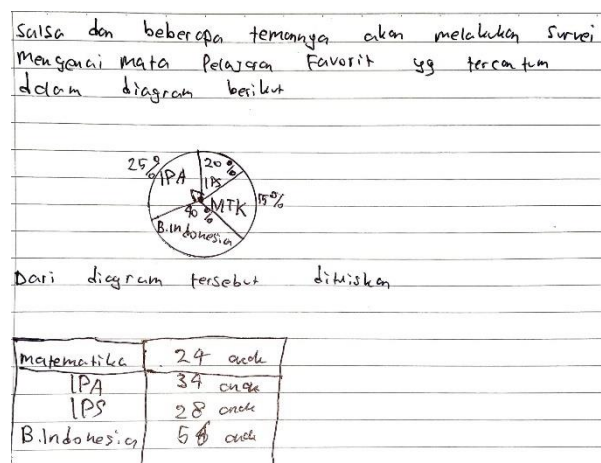 Salsa dan beberapa temannya akan melakukan Survei
mengenai mata Pelajaran Favorit yg tercantum
dalam diagram berikut
25% IPA
20%
IPS
MTK
15%
40%
B.Indonesia
Dari diagram tersebut dituiskan
matematika 24 anak
IPA 34 anak
IPS 28 anak
B.Indonesia anak